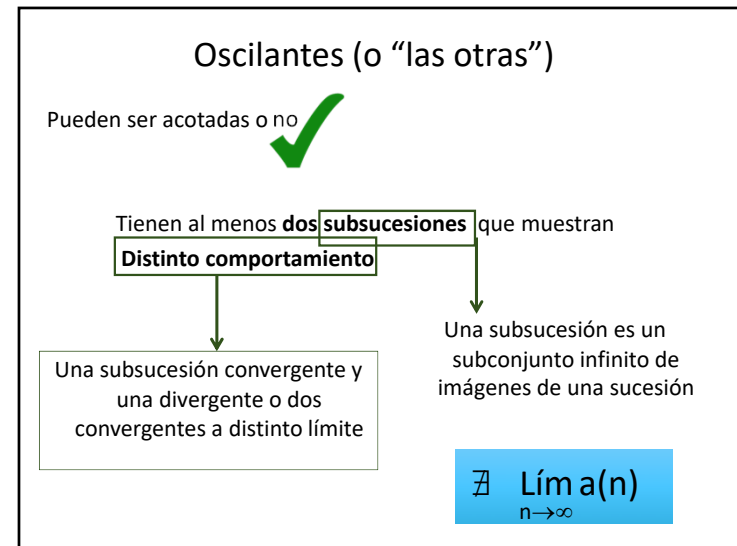 Oscilantes (o “las otras”)
Pueden ser acotadas o no
Tienen al menos dos subsucesiones que muestran
Distinto comportamiento
Una subsucesión convergente y
una divergente o dos
convergentes a distinto límite
Una subsucesión es un
subconjunto infinito de
imágenes de una sucesión
∄ Lím a(n)
n→∞